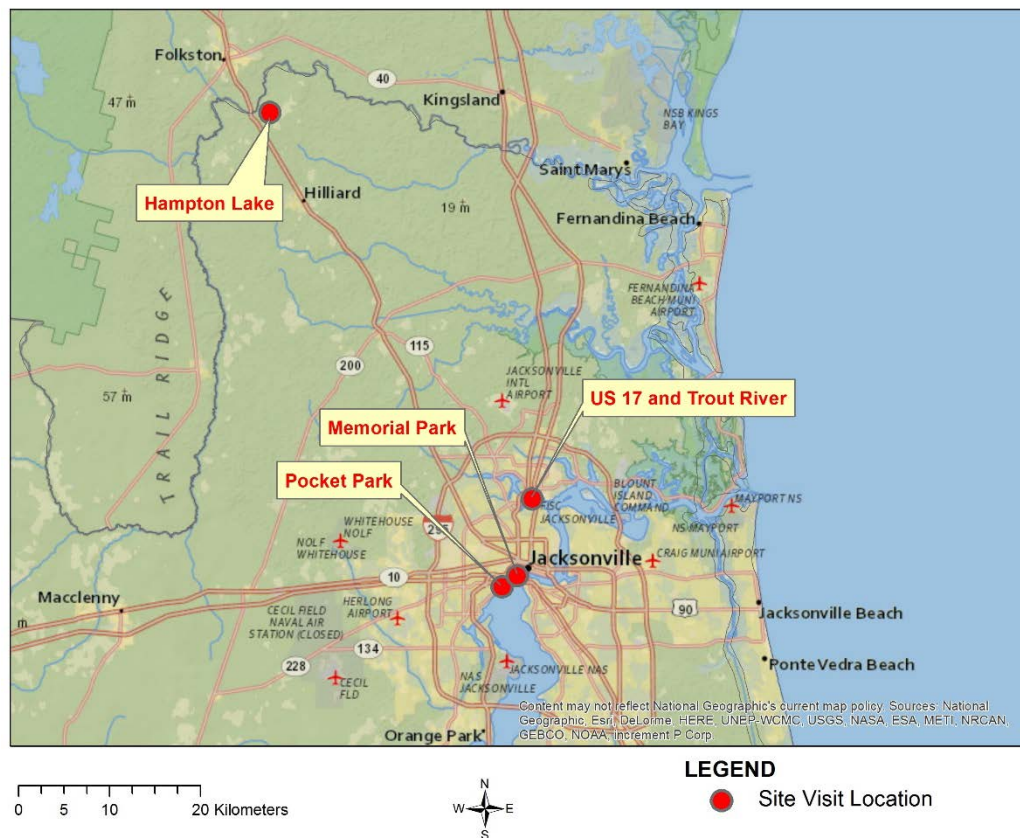 Folkston
40
47 m
Kingsland
NSB KINGS
BAY
Hampton Lake
Saint Marys
Hilliard
19 m
Fernandina Beach
FERNANDINA
BEACH MUNI
AIRPORT
TRAIL RIDGE
115
200
57 m
JACKSONVILLE
INTL
AIRPORT
US 17 and Trout River
Memorial Park
Pocket Park
BLOUNT
ISLAND
COMMAND
MAYPORT NS
FISC
JACKSONVILLE
NS MAYPORT
WHITEHOUSE
NOLF
NOLF
WHITEHOUSE
295
CRAIG MUNI AIRPORT
Jacksonville
10
Macclenny
HERLONG
AIRPORT
CECIL FIELD
NAVAL AIR
STATION (CLOSED)
90
Jacksonville Beach
m
134
228
CECIL
FLD
NAS
JACKSONVILLE
JACKSONVILLE NAS
Ponte Vedra Beach
Orange Park
Content may not reflect National Geographic's current map policy. Sources: National
Geographic, Esri, DeLorme, HERE, UNEP-WCMC, USGS, NASA, ESA, METI, NRCAN,
GEBCO, NOAA, increment P Corp.
0 5 10 20 Kilometers
N
W E
S
LEGEND
Site Visit Location